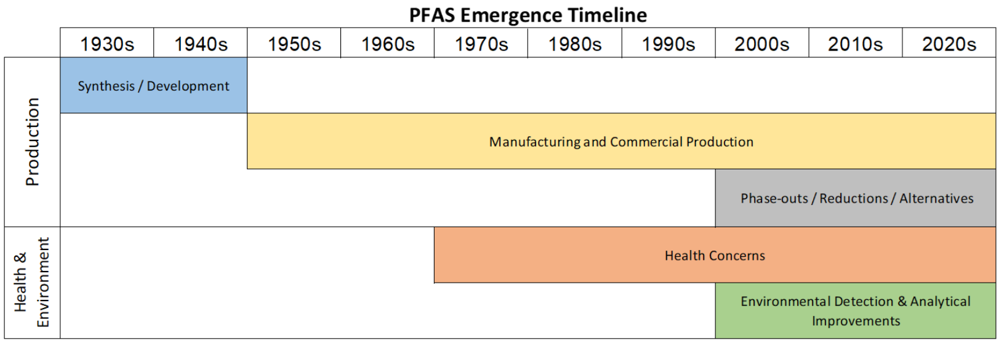 PFAS Emergence Timeline
1930s 1940s 1950s 1960s 1970s 1980s 1990s 2000s 2010s 2020s
Production
Synthesis / Development
Manufacturing and Commercial Production
Phase-outs / Reductions / Alternatives
Health &
Environment
Health Concerns
Environmental Detection & Analytical
Improvements